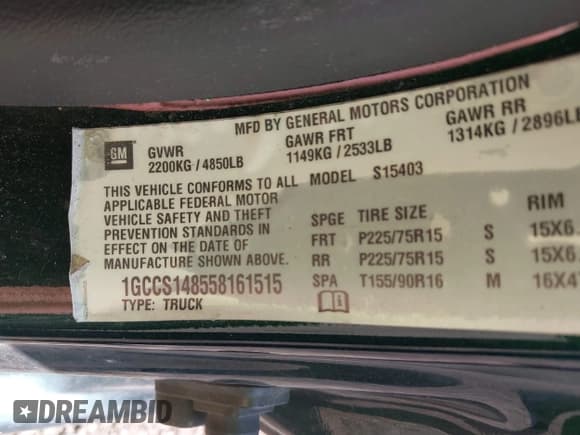 MFD BY GENERAL MOTORS CORPORATION
GM GVWR GAWR FRT GAWR RR
2200KG / 4850LB 1149KG / 2533LB 1314KG / 2896LB
THIS VEHICLE CONFORMS TO ALL MODEL S15403
APPLICABLE FEDERAL MOTOR
VEHICLE SAFETY AND THEFT SPGE TIRE SIZE RIM
PREVENTION STANDARDS IN FRT P225/75R15 S 15X6
EFFECT ON THE DATE OF
MANUFACTURE SHOWN ABOVE. RR P225/75R15 S 15X6
1GCCS148558161515 SPA T155/90R16 M 16X4
TYPE: TRUCK
DREAMBID